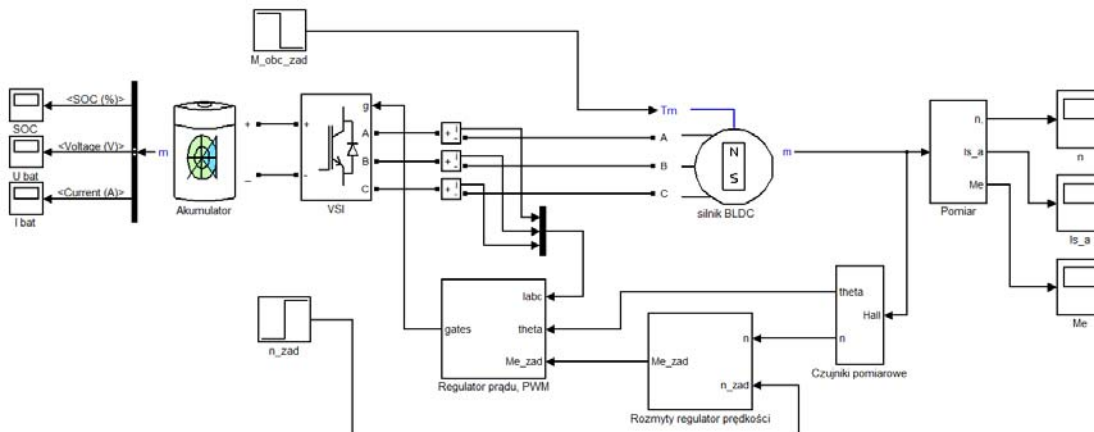 M_obc_zad
<SOC (%)>
SOC
<Voltage (V)>
U bat
<Current (A)>
I bat
m
+
_
Akumulator
+
-
g
A
B
C
VSI
+ i
-
+ i
-
+ i
-
Tm
A
B
C
N
S
m
silnik BLDC
n.
Is_a
Me
Pomiar
n
Is_a
Me
n_zad
gates
Iabc
theta
Me_zad
Regulator prądu, PWM
Me_zad
n
n_zad
Rozmyty regulator prędkości
theta
Hall
n
Czujniki pomiarowe